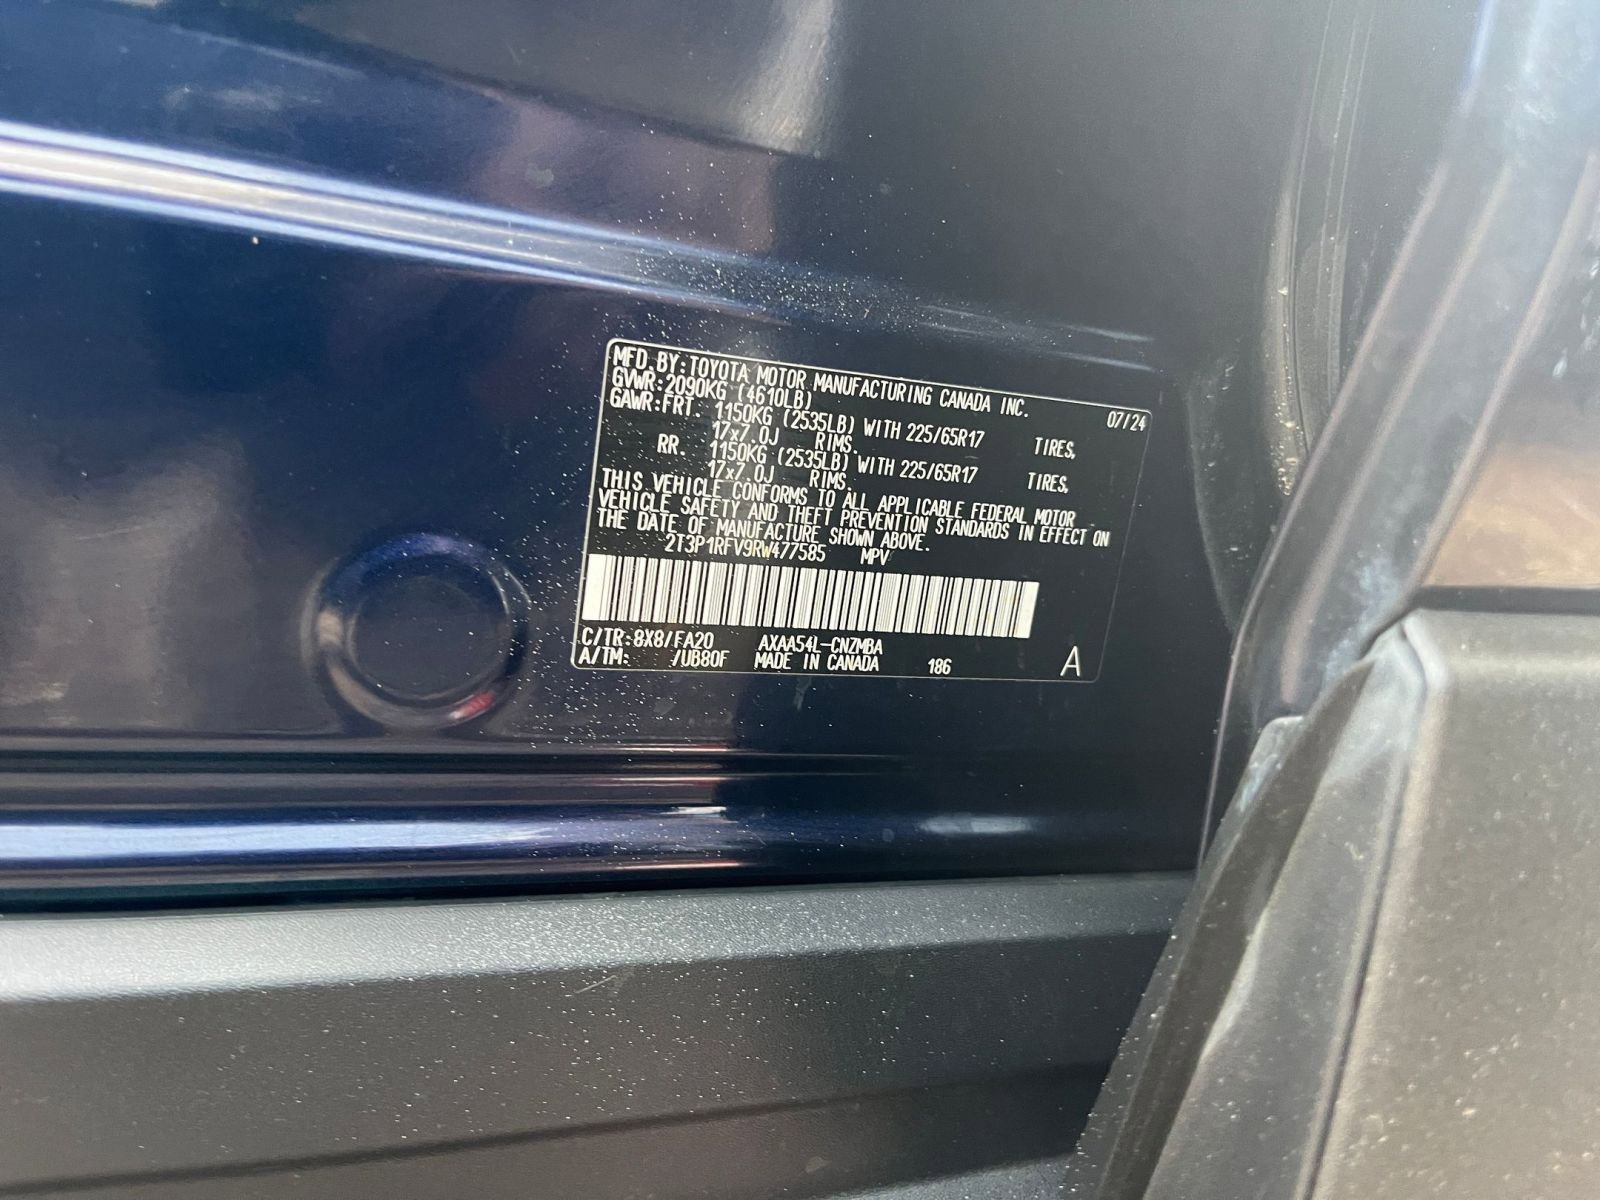 MFD. BY: TOYOTA MOTOR MANUFACTURING CANADA INC. 07/24
GVWR: 2090KG (4610LB)
GAWR: FRT. 1150KG (2535LB) WITH 225/65R17 TIRES,
17x7.0J RIMS.
RR. 1150KG (2535LB) WITH 225/65R17 TIRES,
17x7.0J RIMS.
THIS VEHICLE CONFORMS TO ALL APPLICABLE FEDERAL MOTOR
VEHICLE SAFETY AND THEFT PREVENTION STANDARDS IN EFFECT ON
THE DATE OF MANUFACTURE SHOWN ABOVE.
2T3P1RFV9RW477585 MPV
C/TR: 8X8/FA20 AXAA54L-CNZMBA
A/TM: /UB80F MADE IN CANADA 186 A